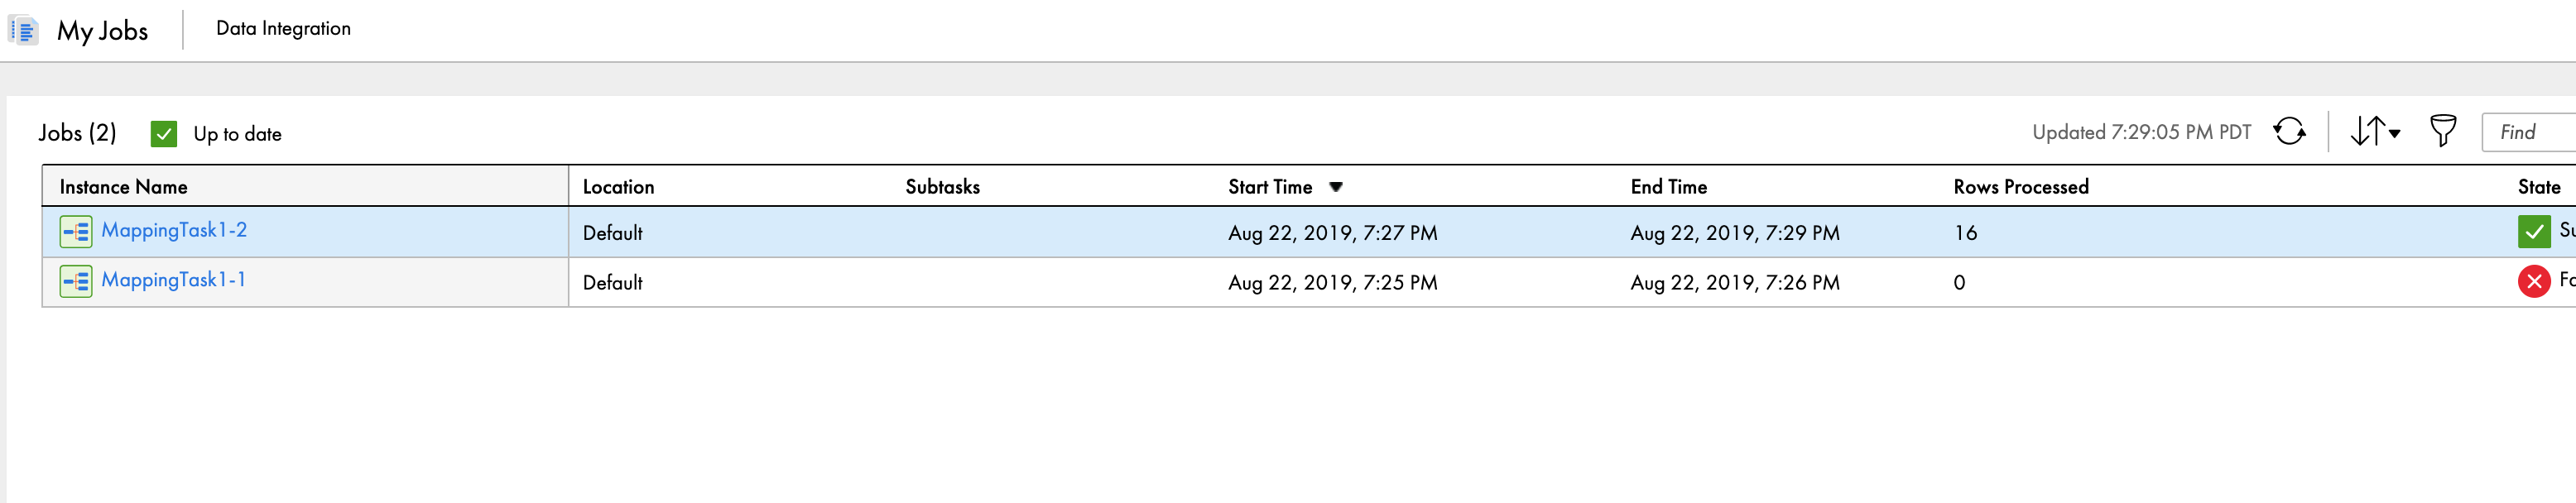 My Jobs Data Integration
Jobs (2) Up to date Updated 7:29:05 PM PDT Find
Instance Name Location Subtasks Start Time End Time Rows Processed State
MappingTask1-2 Default Aug 22, 2019, 7:27 PM Aug 22, 2019, 7:29 PM 16 Su
MappingTask1-1 Default Aug 22, 2019, 7:25 PM Aug 22, 2019, 7:26 PM 0